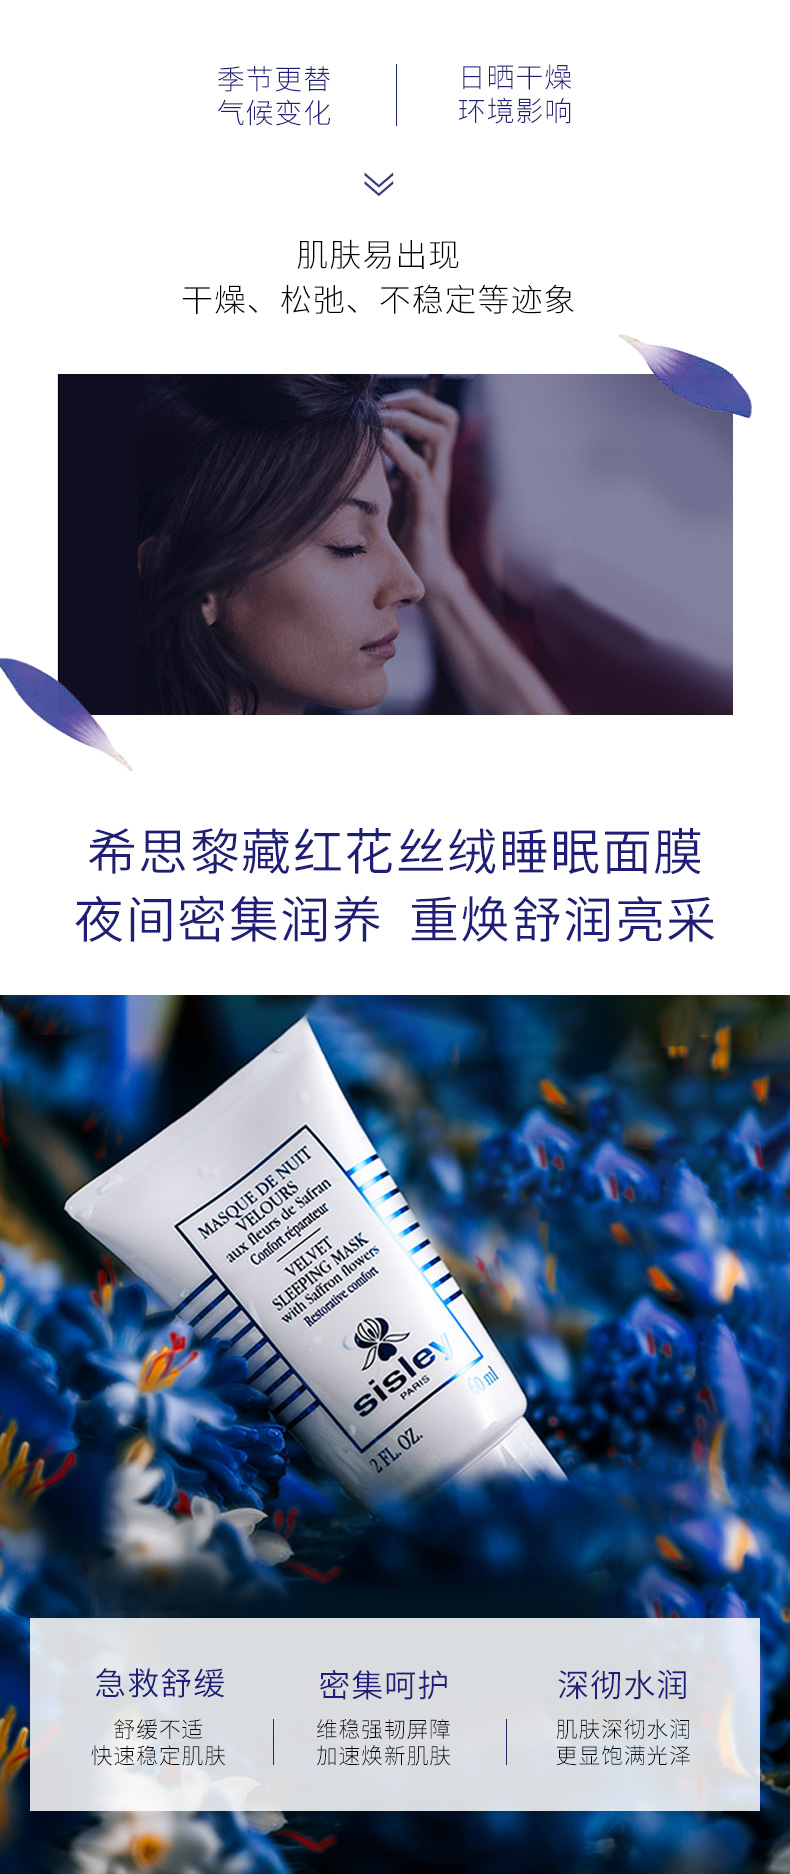 季节更替
气候变化
日晒干燥
环境影响
肌肤易出现
干燥、松弛、不稳定等迹象
希思黎藏红花丝绒睡眠面膜
夜间密集润养 重焕舒润亮采
MASQUE DE NUIT
VELOURS
aux fleurs de Safran
Confort réparateur
VELVET
SLEEPING MASK
with Saffron flowers
Restorative comfort
sisley
PARIS
2 FL. OZ.
60 ml
急救舒缓
舒缓不适
快速稳定肌肤
密集呵护
维稳强韧屏障
加速焕新肌肤
深彻水润
肌肤深彻水润
更显饱满光泽